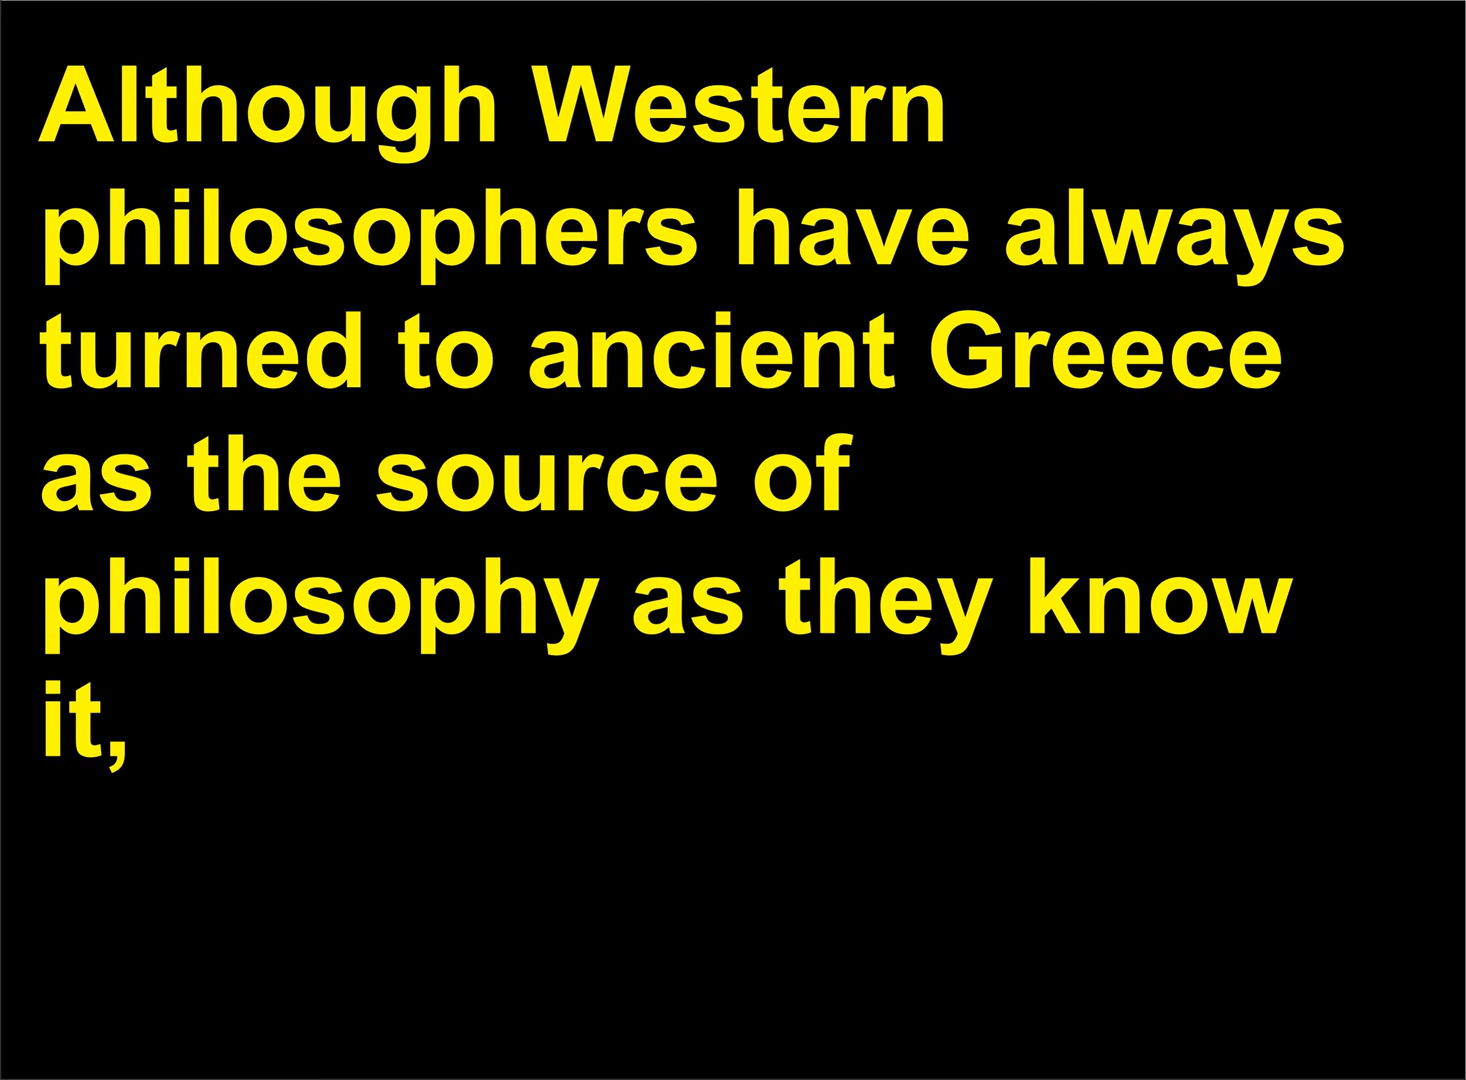 Although Western
philosophers have always
turned to ancient Greece
as the source of
philosophy as they know
it,